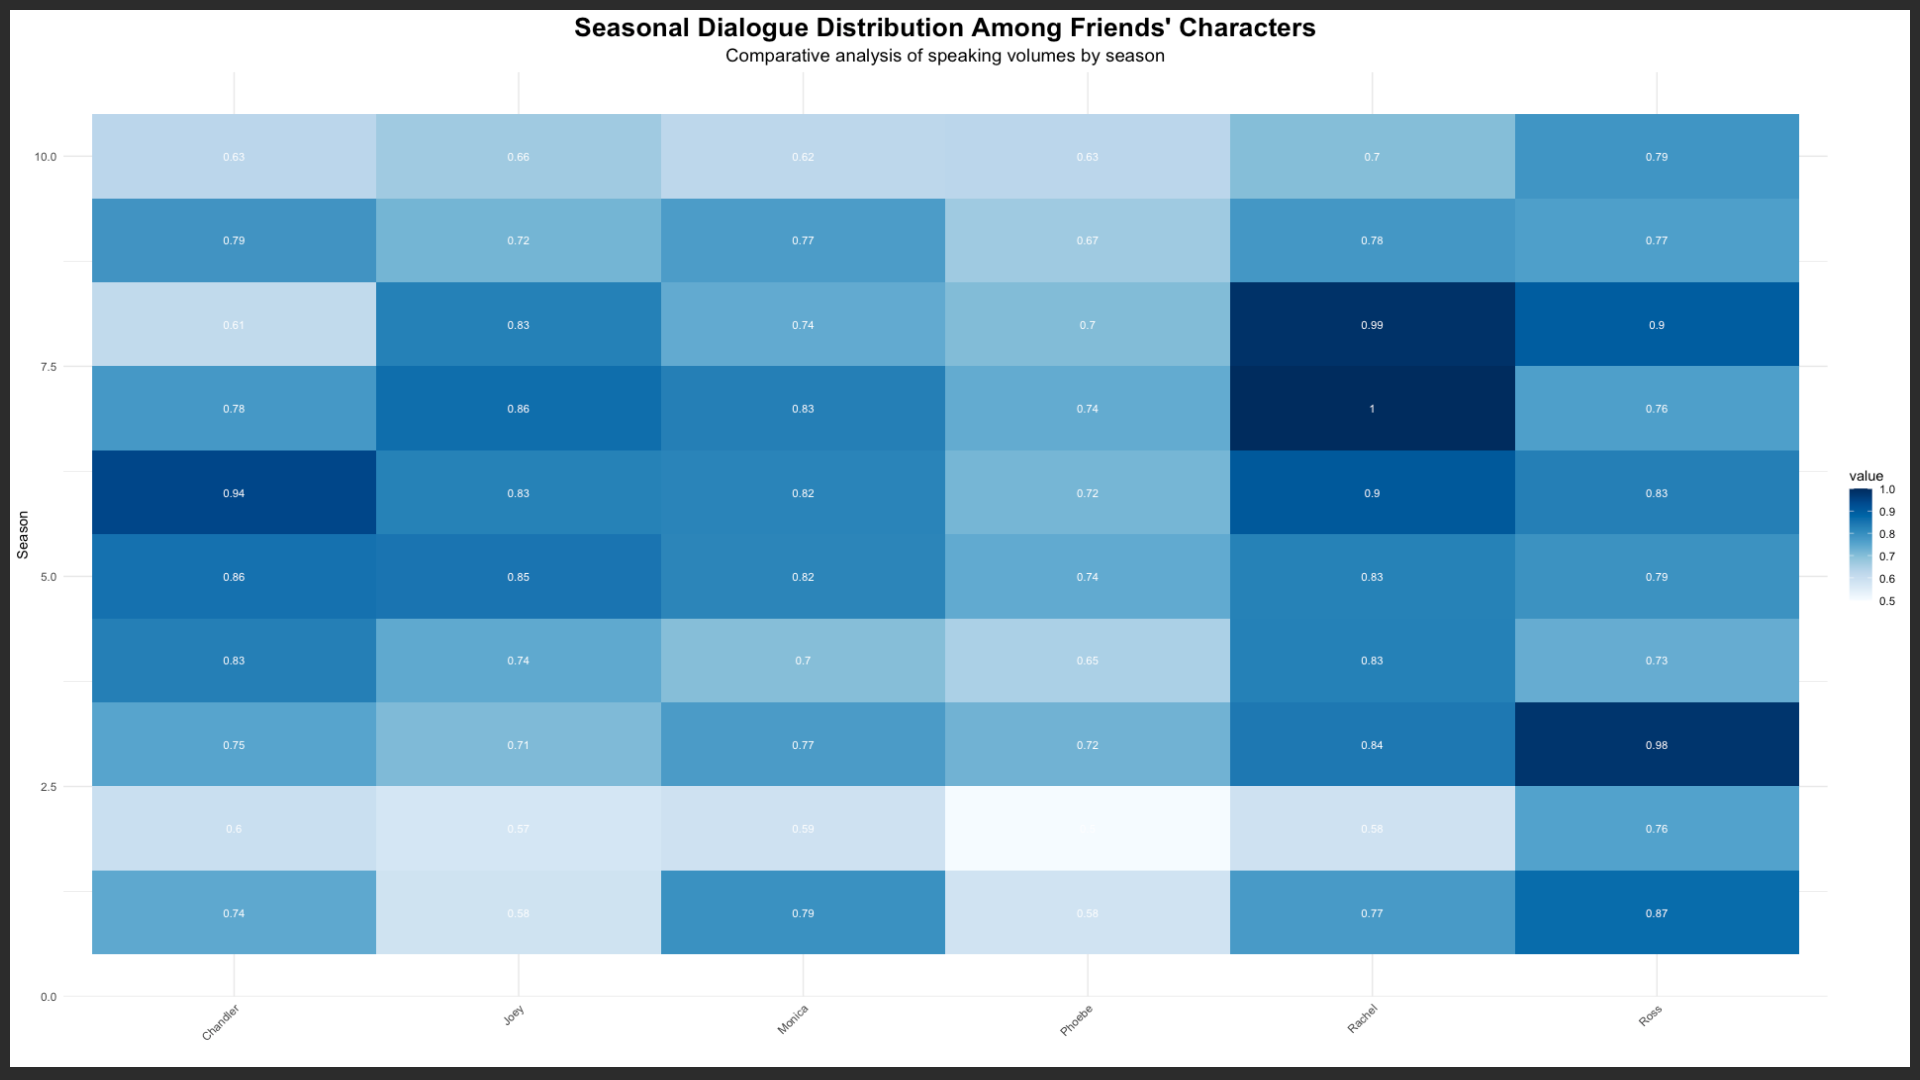 Seasonal Dialogue Distribution Among Friends' Characters
Comparative analysis of speaking volumes by season
10.0
0.63 0.66 0.62 0.63 0.7 0.79
0.79 0.72 0.77 0.67 0.78 0.77
0.61 0.83 0.74 0.7 0.99 0.9
7.5
0.78 0.86 0.83 0.74 1 0.76
0.94 0.83 0.82 0.72 0.9 0.83
Season
5.0
0.86 0.85 0.82 0.74 0.83 0.79
0.83 0.74 0.7 0.65 0.83 0.73
0.75 0.71 0.77 0.72 0.84 0.98
2.5
0.6 0.57 0.59 0.58 0.76
0.74 0.58 0.79 0.58 0.77 0.87
0.0
Chandler Joey Monica Phoebe Rachel Ross
value
1.0
0.9
0.8
0.7
0.6
0.5